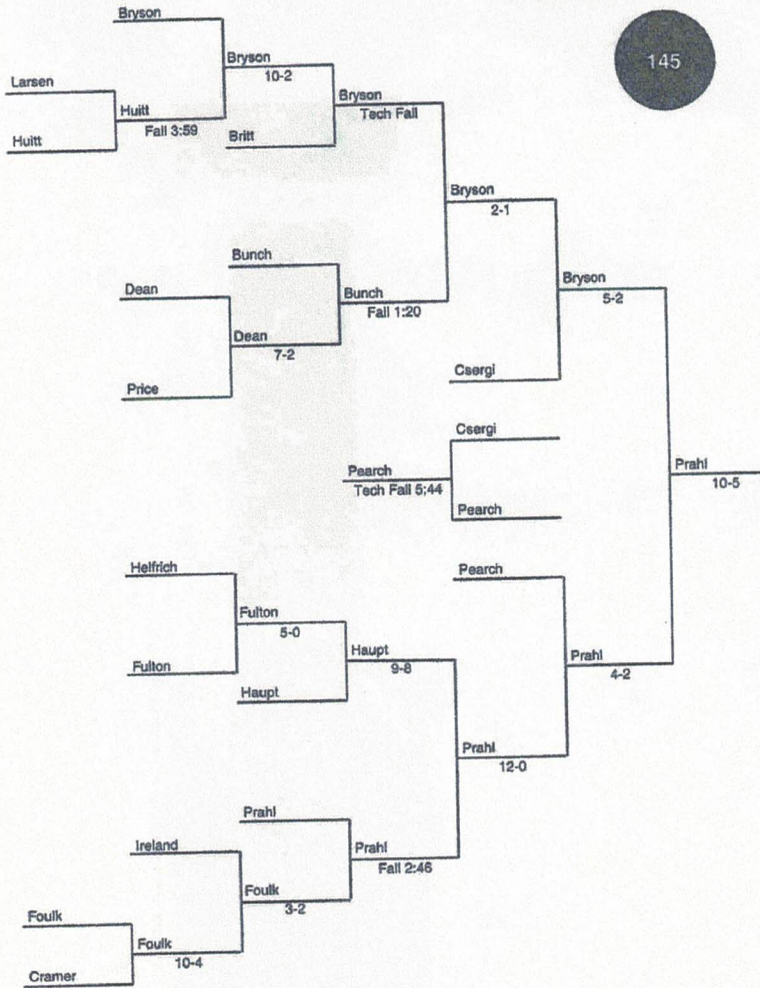 Bryson
145
Bryson
10-2
Larsen
Bryson
Tech Fall
Huitt
Fall 3:59
Britt
Huitt
Bryson
2-1
Bunch
Bryson
5-2
Dean
Bunch
Fall 1:20
Dean
7-2
Csergi
Price
Csergi
Pearch
Tech Fall 5:44
Prahl
10-5
Pearch
Helfrich
Pearch
Fulton
5-0
Haupt
9-8
Prahl
4-2
Fulton
Haupt
Prahl
12-0
Prahl
Ireland
Prahl
Fall 2:46
Foulk
3-2
Foulk
Foulk
10-4
Cramer